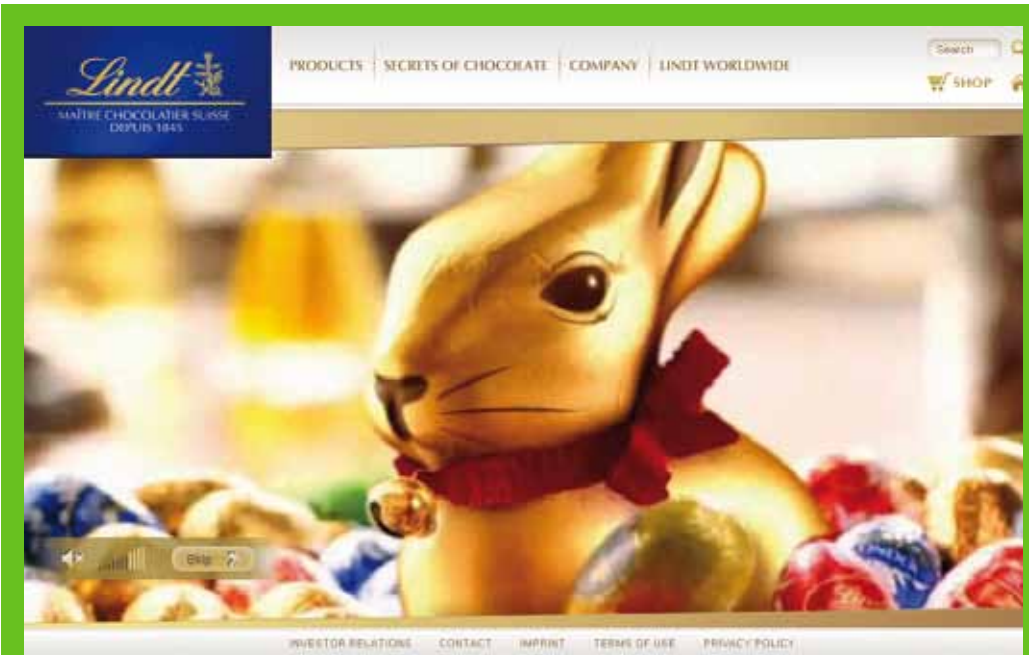 Lindt
MAÎTRE CHOCOLATIER SUISSE
DEPUIS 1845
PRODUCTS SECRETS OF CHOCOLATE COMPANY LINDT WORLDWIDE
Search
SHOP
Skip
INVESTOR RELATIONS CONTACT IMPRINT TERMS OF USE PRIVACY POLICY